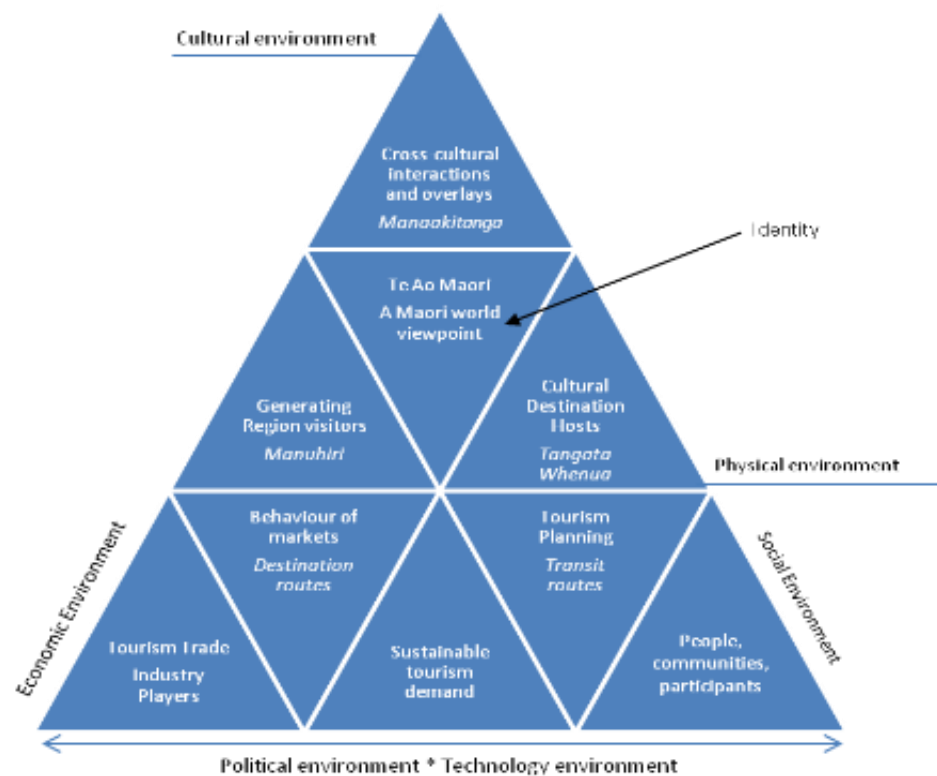 Cultural environment
Cross-cultural
interactions
and overlays
Manaakitanga
Identity
Te Ao Maori
A Maori world
viewpoint
Generating
Region visitors
Manuhiri
Cultural
Destination
Hosts
Tangata
Whenua
Physical environment
Behaviour of
markets
Destination
routes
Tourism
Planning
Transit
routes
Economic Environment
Social Environment
Tourism Trade
Industry
Players
Sustainable
tourism
demand
People,
communities,
participants
Political environment * Technology environment